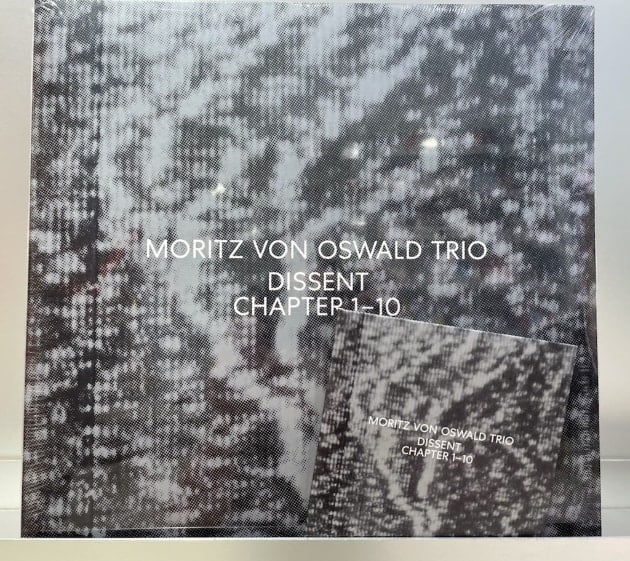 MORITZ VON OSWALD TRIO
DISSENT
CHAPTER 1–10
MORITZ VON OSWALD TRIO
DISSENT
CHAPTER 1–10